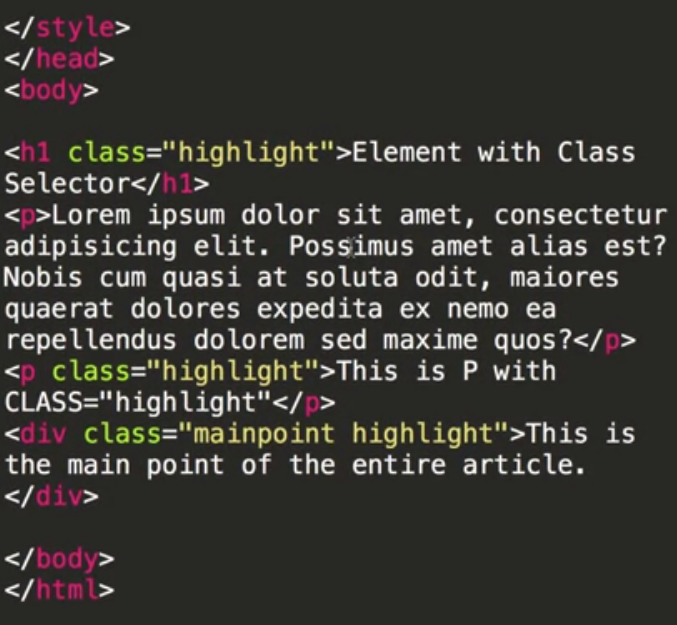 </style>
</head>
<body>
<h1 class="highlight">Element with Class
Selector</h1>
<p>Lorem ipsum dolor sit amet, consectetur
adipisicing elit. Possimus amet alias est?
Nobis cum quasi at soluta odit, maiores
quaerat dolores expedita ex nemo ea
repellendus dolorem sed maxime quos?</p>
<p class="highlight">This is P with
CLASS="highlight"</p>
<div class="mainpoint highlight">This is
the main point of the entire article.
</div>
</body>
</html>